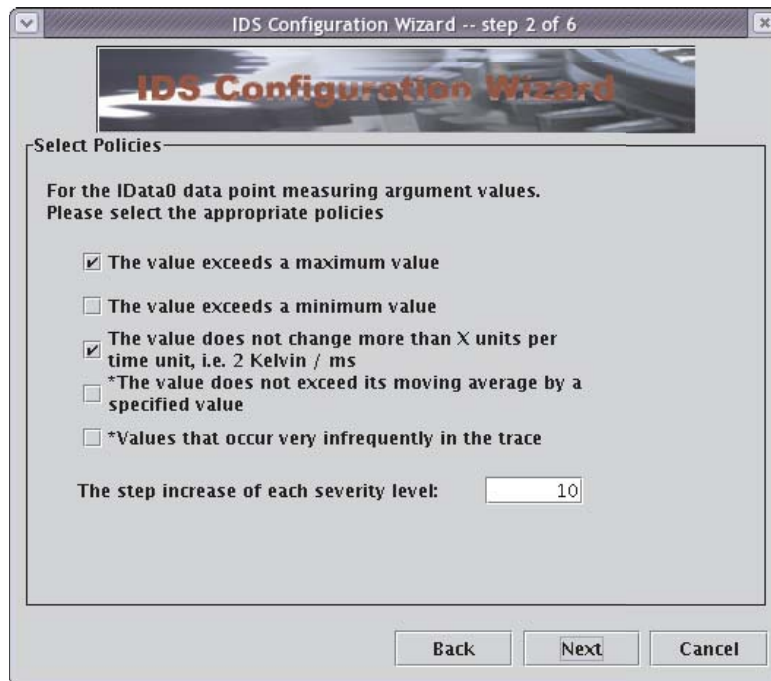 IDS Configuration Wizard -- step 2 of 6
IDS Configuration Wizard
Select Policies
For the IData0 data point measuring argument values.
Please select the appropriate policies
The value exceeds a maximum value
The value exceeds a minimum value
The value does not change more than X units per
time unit, i.e. 2 Kelvin / ms
*The value does not exceed its moving average by a
specified value
*Values that occur very infrequently in the trace
The step increase of each severity level: 10
Back Next Cancel